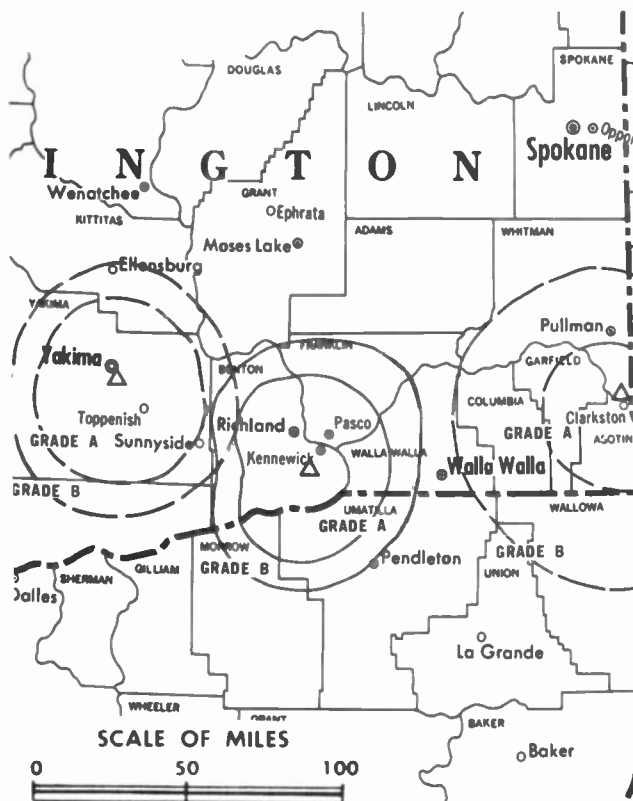 DOUGLAS
SPOKANE
LINCOLN
Oppor
Spokane
I N G T O N
Wenatchee
GRANT
Ephrata
KITTITAS
ADAMS
WHITMAN
Moses Lake
Ellensburg
YAKIMA
Pullman
FRANKLIN
Yakima
BENTON
GARFIELD
COLUMBIA
Toppenish
Richland
Pasco
Clarkston
GRADE A
Sunnyside
GRADE A
ASOTIN
Kennewick
WALLA WALLA
Walla Walla
GRADE B
UMATILLA
WALLOWA
GRADE A
MORROW
GRADE B
Pendleton
GRADE B
GILLIAM
SHERMAN
UNION
Dalles
La Grande
WHEELER
GRANT
BAKER
SCALE OF MILES
Baker
0 50 100